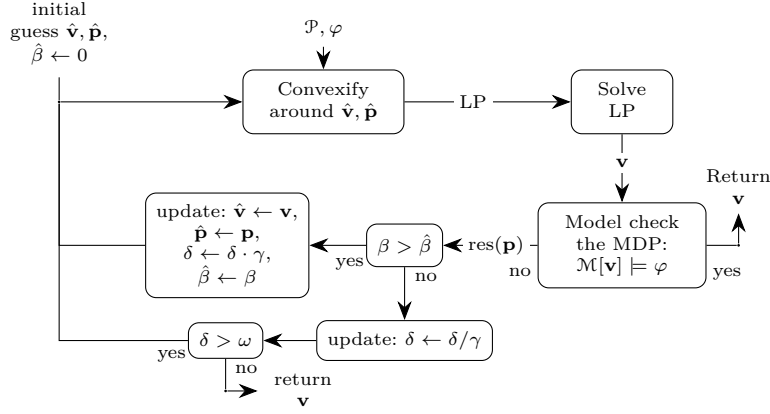 initial
guess v̂, p̂,
β̂ ← 0
𝒫, φ
Convexify
around v̂, p̂
LP
Solve
LP
v
Return
v
Model check
the MDP:
ℳ[v] ⊨ φ
yes
no
res(p)
β > β̂
yes
no
update: v̂ ← v,
p̂ ← p,
δ ← δ · γ,
β̂ ← β
update: δ ← δ/γ
δ > ω
yes
no
return
v